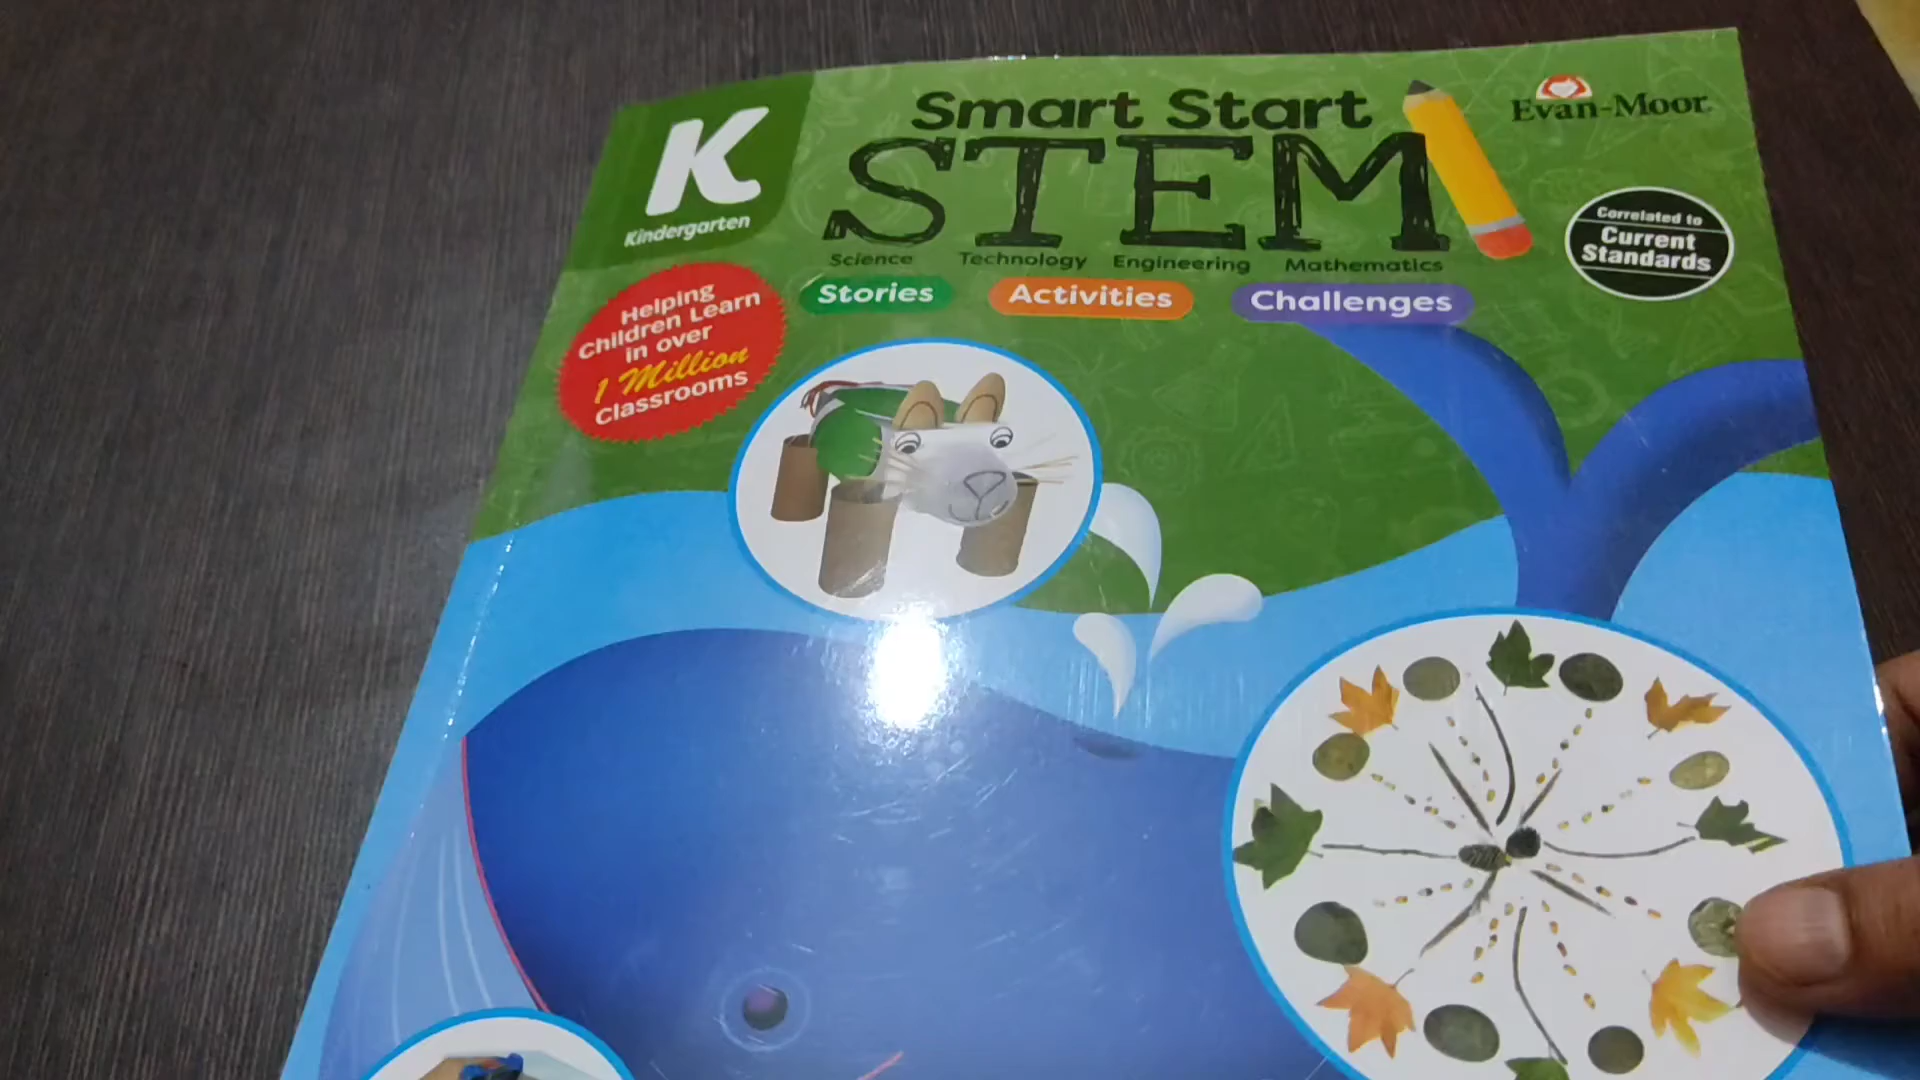 K
Kindergarten
Smart Start
STEM
Science Technology Engineering Mathematics
Stories Activities Challenges
Evan-Moor
Correlated to
Current
Standards
Helping
Children Learn
in over
1 Million
Classrooms